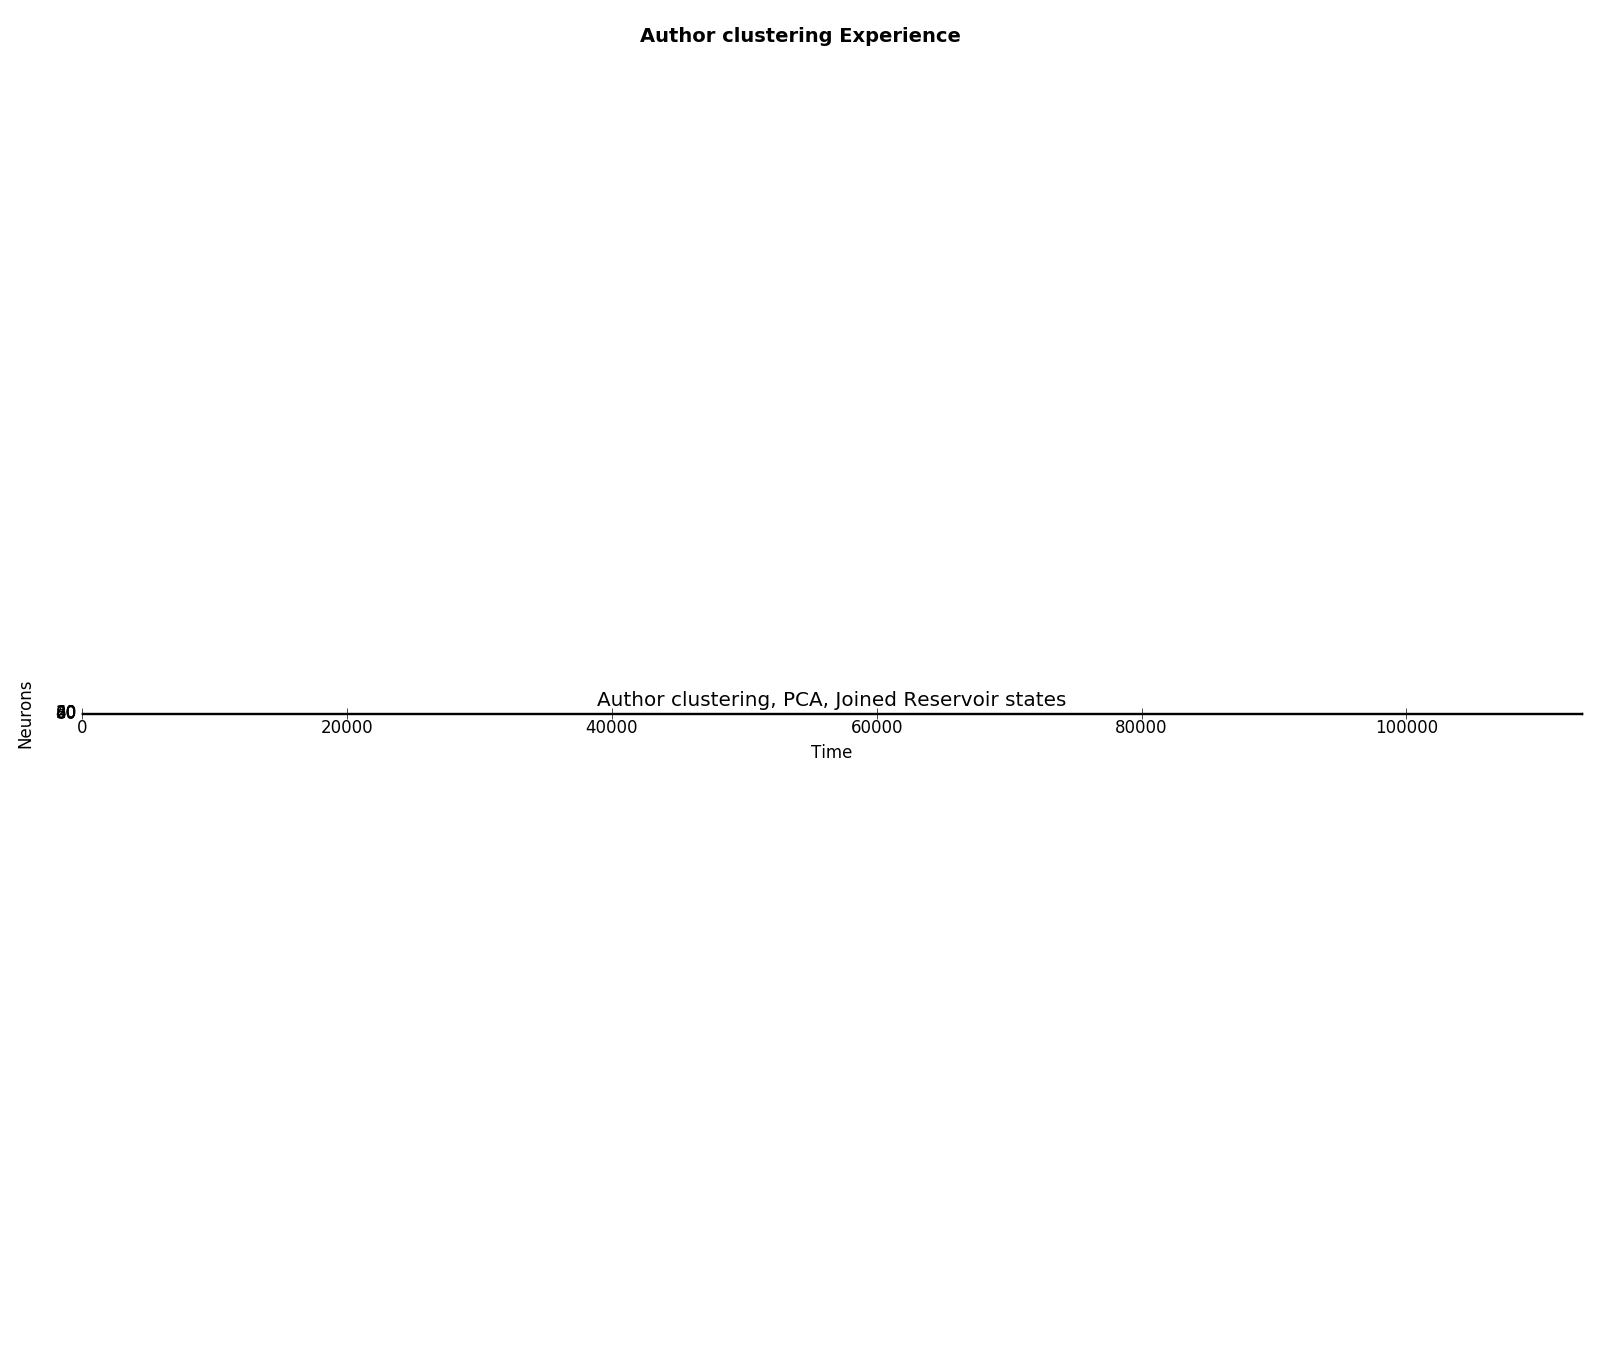 Author clustering Experience
Author clustering, PCA, Joined Reservoir states
Neurons
0 20000 40000 60000 80000 100000
Time